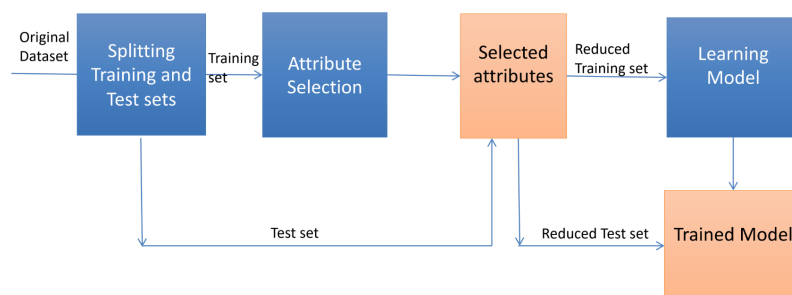 Original
Dataset
Splitting
Training and
Test sets
Training
set
Attribute
Selection
Selected
attributes
Reduced
Training set
Learning
Model
Test set
Reduced Test set
Trained Model